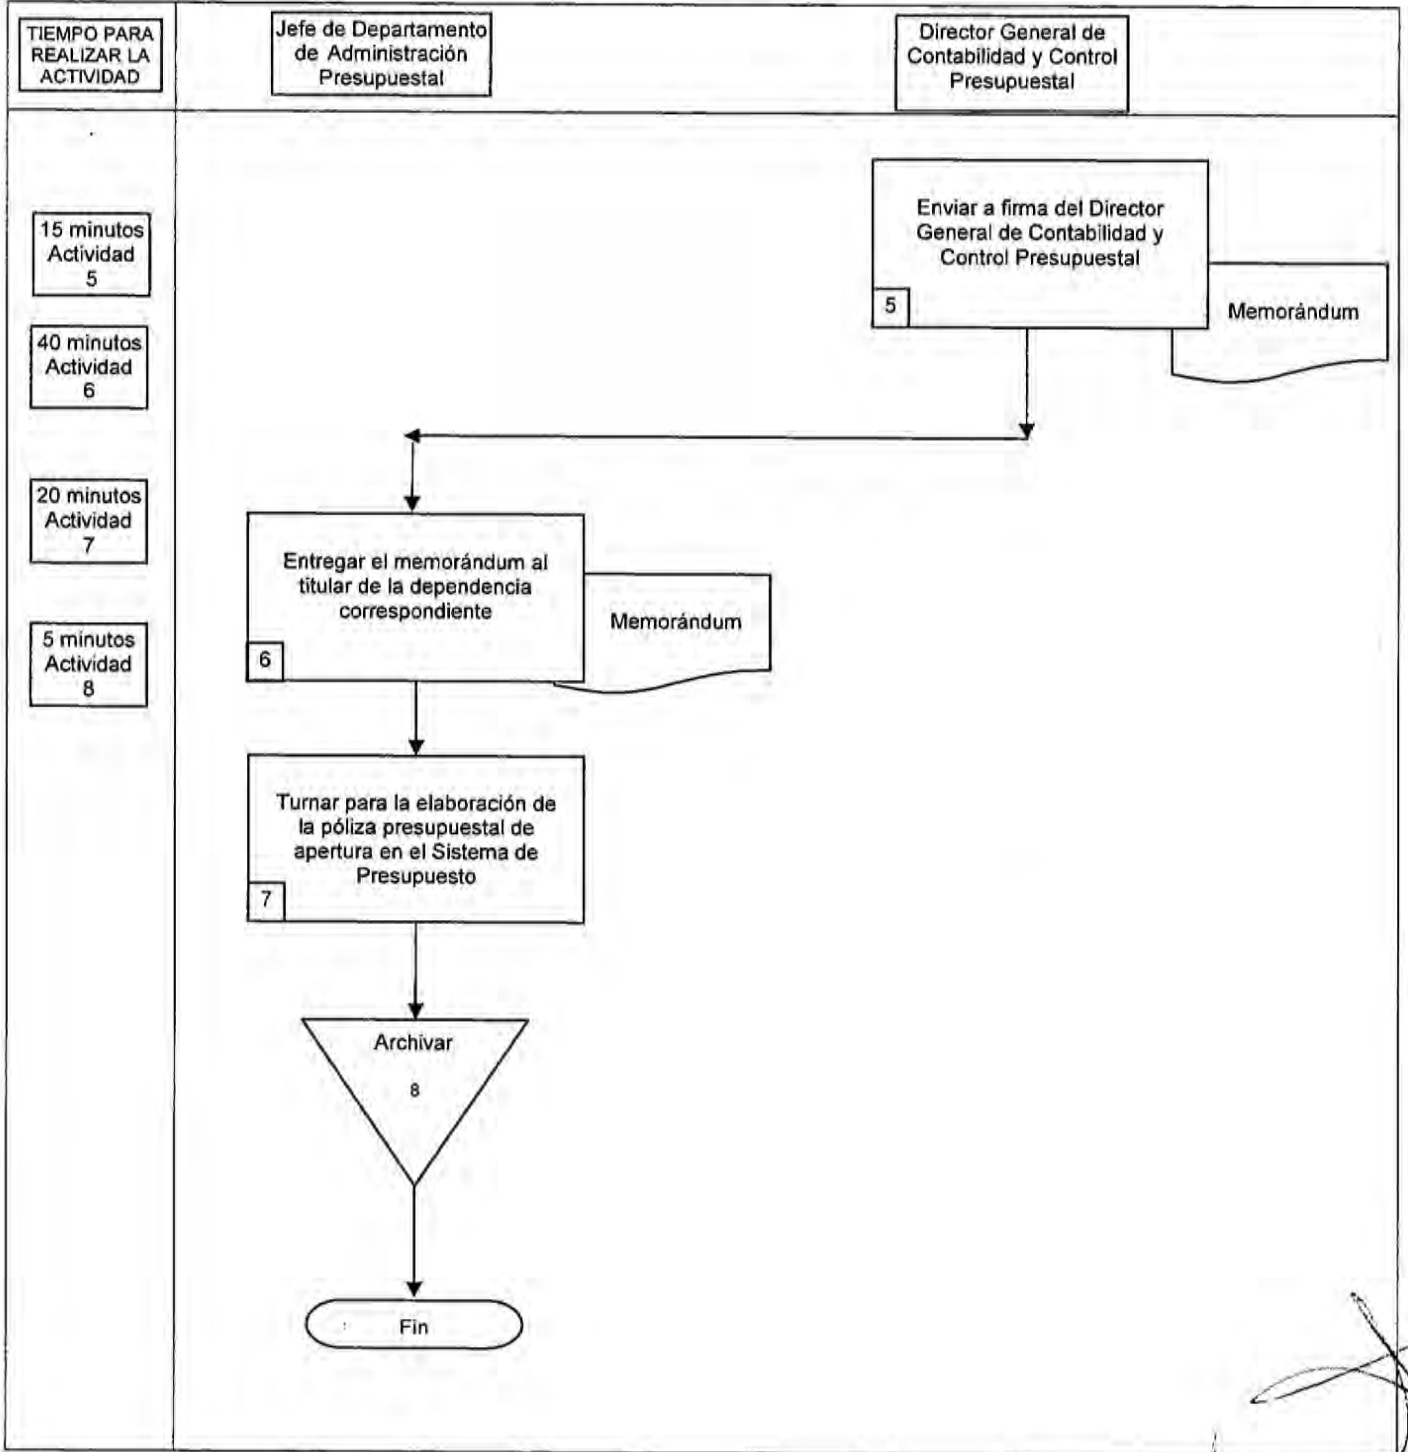 TIEMPO PARA
REALIZAR LA
ACTIVIDAD
Jefe de Departamento
de Administración
Presupuestal
Director General de
Contabilidad y Control
Presupuestal
15 minutos
Actividad
5
40 minutos
Actividad
6
20 minutos
Actividad
7
5 minutos
Actividad
8
Enviar a firma del Director
General de Contabilidad y
Control Presupuestal
5
Memorándum
Entregar el memorándum al
titular de la dependencia
correspondiente
6
Memorándum
Turnar para la elaboración de
la póliza presupuestal de
apertura en el Sistema de
Presupuesto
7
Archivar
8
Fin